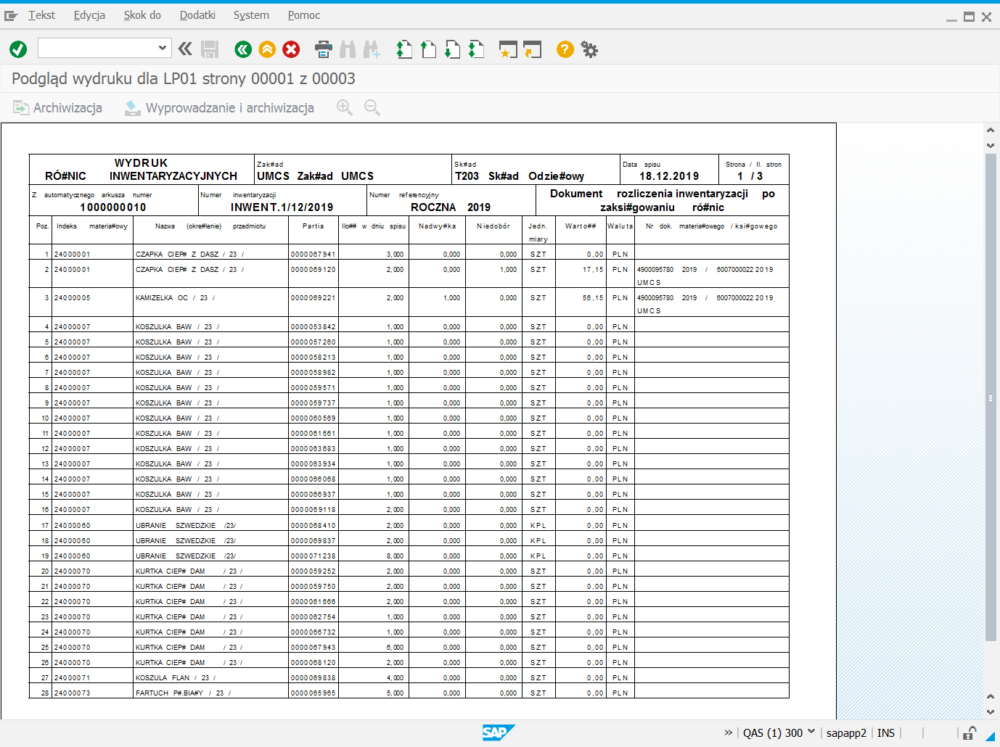 Tekst Edycja Skok do Dodatki System Pomoc
Podgląd wydruku dla LP01 strony 00001 z 00003
Archiwizacja Wyprowadzanie i archiwizacja
WYDRUK
RÓ#NIC INWENTARYZACYJNYCH
Zak#ad
UMCS Zak#ad UMCS
Sk#ad
T203 Sk#ad Odzie#owy
Data spisu
18.12.2019
Strona / Il. stron
1 / 3
Z automatycznego arkusza numer
1000000010
Numer inwentaryzacji
INWENT.1/12/2019
Numer referencyjny
ROCZNA 2019
Dokument rozliczenia inwentaryzacji po
zaksi#gowaniu ró#nic
Poz. Indeks materia#owy Nazwa (okre#lenie) przedmiotu Partia Ilo## w dniu spisu Nadwy#ka Niedobór Jedn. Warto## Waluta Nr dok. materia#owego / ksi#gowego
miary
1 24000001 CZAPKA CIEP# Z DASZ / 23 / 0000067941 3,000 0,000 0,000 SZT 0,00 PLN
2 24000001 CZAPKA CIEP# Z DASZ / 23 / 0000069120 2,000 0,000 1,000 SZT 17,15 PLN 4900095780 2019 / 6007000022 2019
UMCS
3 24000005 KAMIZELKA OC / 23 / 0000069221 2,000 1,000 0,000 SZT 56,15 PLN 4900095780 2019 / 6007000022 2019
UMCS
4 24000007 KOSZULKA BAW / 23 / 0000053842 1,000 0,000 0,000 SZT 0,00 PLN
5 24000007 KOSZULKA BAW / 23 / 0000057260 1,000 0,000 0,000 SZT 0,00 PLN
6 24000007 KOSZULKA BAW / 23 / 0000058213 1,000 0,000 0,000 SZT 0,00 PLN
7 24000007 KOSZULKA BAW / 23 / 0000058982 1,000 0,000 0,000 SZT 0,00 PLN
8 24000007 KOSZULKA BAW / 23 / 0000059571 1,000 0,000 0,000 SZT 0,00 PLN
9 24000007 KOSZULKA BAW / 23 / 0000059737 1,000 0,000 0,000 SZT 0,00 PLN
10 24000007 KOSZULKA BAW / 23 / 0000060569 1,000 0,000 0,000 SZT 0,00 PLN
11 24000007 KOSZULKA BAW / 23 / 0000061661 1,000 0,000 0,000 SZT 0,00 PLN
12 24000007 KOSZULKA BAW / 23 / 0000063683 1,000 0,000 0,000 SZT 0,00 PLN
13 24000007 KOSZULKA BAW / 23 / 0000063934 1,000 0,000 0,000 SZT 0,00 PLN
14 24000007 KOSZULKA BAW / 23 / 0000066068 1,000 0,000 0,000 SZT 0,00 PLN
15 24000007 KOSZULKA BAW / 23 / 0000066937 1,000 0,000 0,000 SZT 0,00 PLN
16 24000007 KOSZULKA BAW / 23 / 0000069118 2,000 0,000 0,000 SZT 0,00 PLN
17 24000060 UBRANIE SZWEDZKIE /23/ 0000068410 2,000 0,000 0,000 KPL 0,00 PLN
18 24000060 UBRANIE SZWEDZKIE /23/ 0000069837 2,000 0,000 0,000 KPL 0,00 PLN
19 24000060 UBRANIE SZWEDZKIE /23/ 0000071238 8,000 0,000 0,000 KPL 0,00 PLN
20 24000070 KURTKA CIEP# DAM / 23 / 0000059252 2,000 0,000 0,000 SZT 0,00 PLN
21 24000070 KURTKA CIEP# DAM / 23 / 0000059750 2,000 0,000 0,000 SZT 0,00 PLN
22 24000070 KURTKA CIEP# DAM / 23 / 0000061666 2,000 0,000 0,000 SZT 0,00 PLN
23 24000070 KURTKA CIEP# DAM / 23 / 0000062754 1,000 0,000 0,000 SZT 0,00 PLN
24 24000070 KURTKA CIEP# DAM / 23 / 0000066732 1,000 0,000 0,000 SZT 0,00 PLN
25 24000070 KURTKA CIEP# DAM / 23 / 0000067943 6,000 0,000 0,000 SZT 0,00 PLN
26 24000070 KURTKA CIEP# DAM / 23 / 0000068120 2,000 0,000 0,000 SZT 0,00 PLN
27 24000071 KOSZULA FLAN / 23 / 0000069838 4,000 0,000 0,000 SZT 0,00 PLN
28 24000073 FARTUCH P#.BIA#Y / 23 / 0000065965 5,000 0,000 0,000 SZT 0,00 PLN
SAP QAS (1) 300 sapapp2 INS